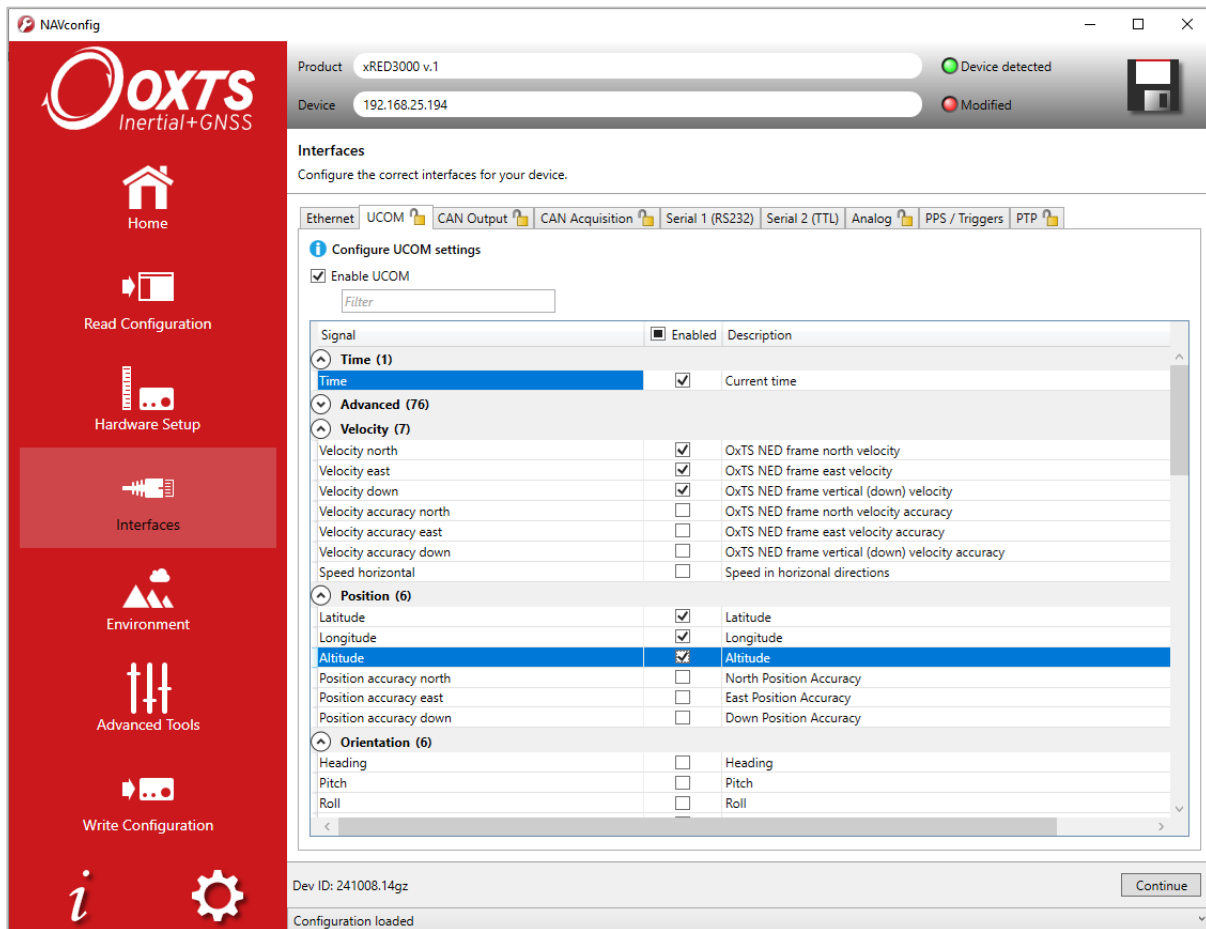 NAVconfig
OXTS
Inertial+GNSS
Home
Read Configuration
Hardware Setup
Interfaces
Environment
Advanced Tools
Write Configuration
i
Product xRED3000 v.1 Device detected
Device 192.168.25.194 Modified
Interfaces
Configure the correct interfaces for your device.
Ethernet UCOM CAN Output CAN Acquisition Serial 1 (RS232) Serial 2 (TTL) Analog PPS / Triggers PTP
i Configure UCOM settings
Enable UCOM
Filter
Signal Enabled Description
Time (1)
Time Current time
Advanced (76)
Velocity (7)
Velocity north OxTS NED frame north velocity
Velocity east OxTS NED frame east velocity
Velocity down OxTS NED frame vertical (down) velocity
Velocity accuracy north OxTS NED frame north velocity accuracy
Velocity accuracy east OxTS NED frame east velocity accuracy
Velocity accuracy down OxTS NED frame vertical (down) velocity accuracy
Speed horizontal Speed in horizonal directions
Position (6)
Latitude Latitude
Longitude Longitude
Altitude Altitude
Position accuracy north North Position Accuracy
Position accuracy east East Position Accuracy
Position accuracy down Down Position Accuracy
Orientation (6)
Heading Heading
Pitch Pitch
Roll Roll
Dev ID: 241008.14gz Continue
Configuration loaded